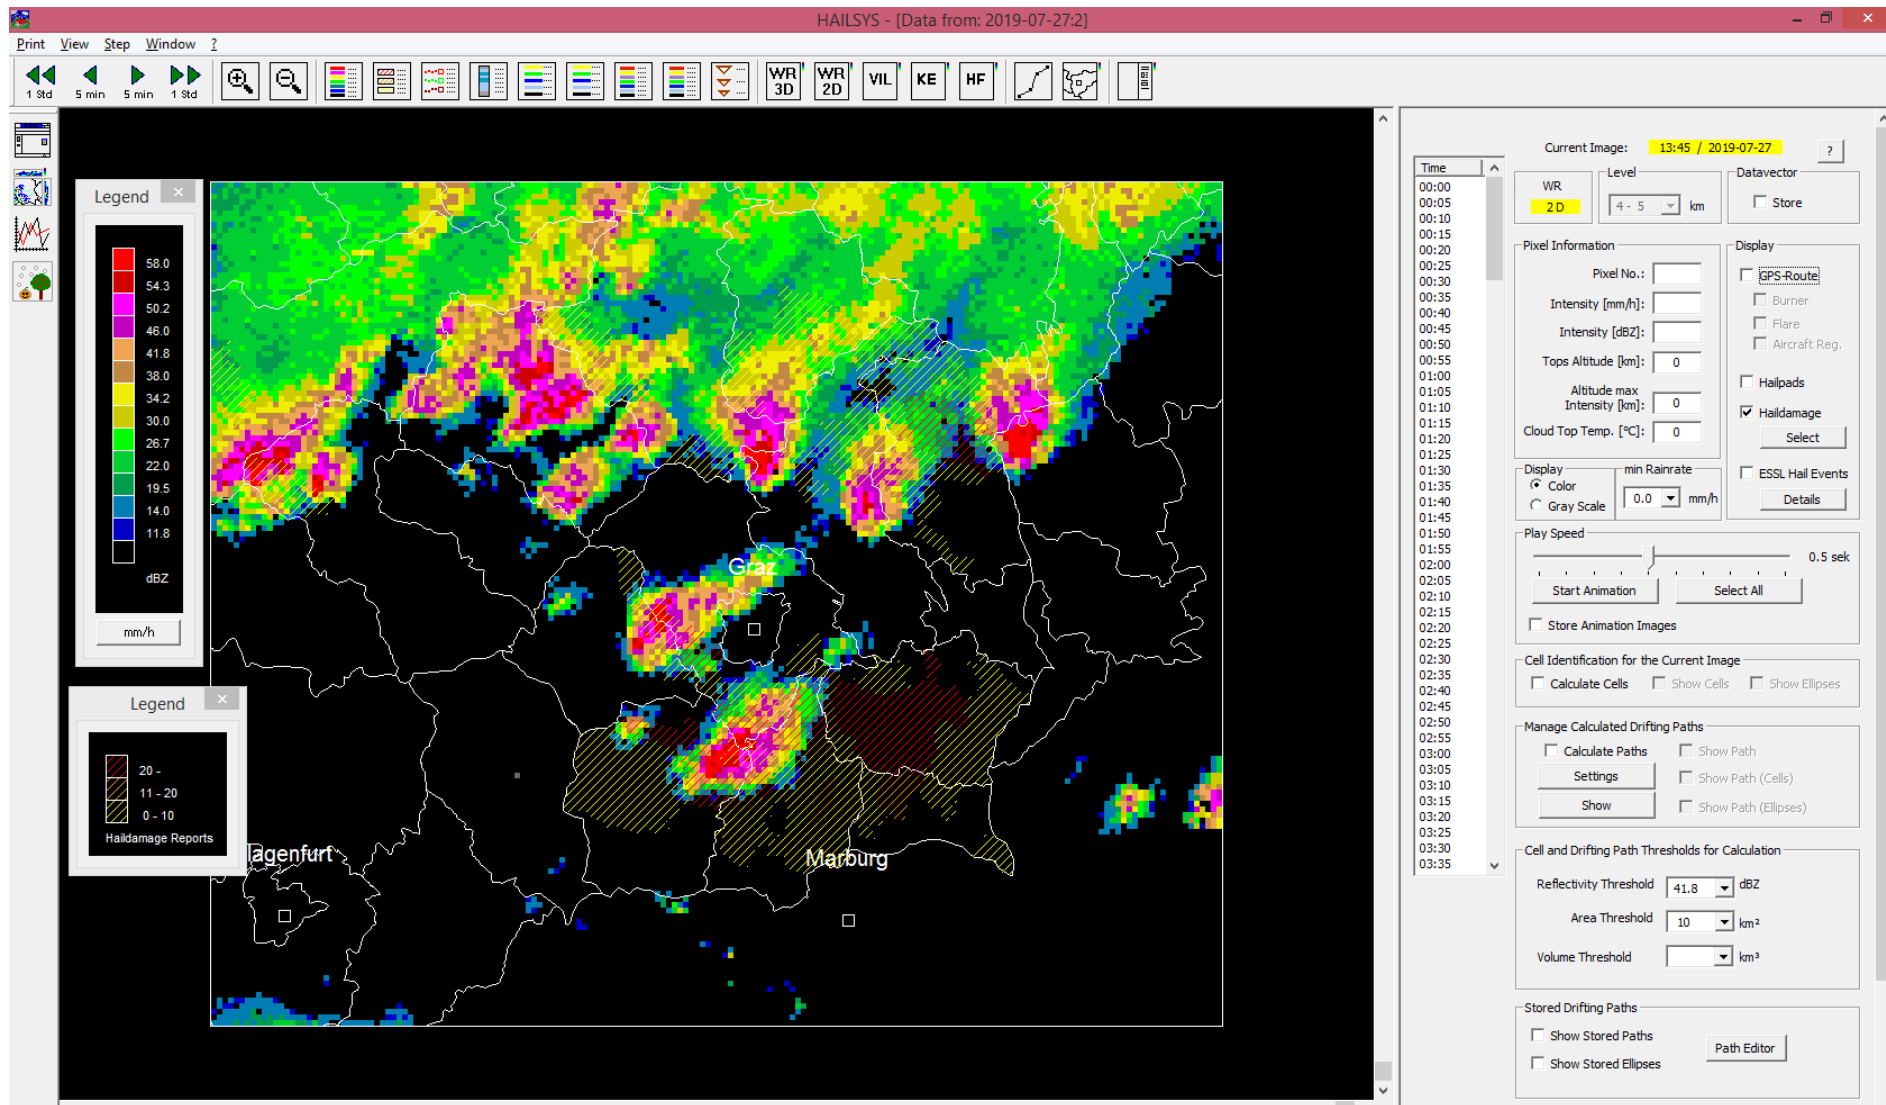 HAILSYS - [Data from: 2019-07-27:2]
Print View Step Window ?
1 Std 5 min 5 min 1 Std WR 3D WR 2D VIL KE HF
Legend
58.0
54.3
50.2
46.0
41.8
38.0
34.2
30.0
26.7
22.0
19.5
14.0
11.8
dBZ
mm/h
Legend
20 -
11 - 20
0 - 10
Haildamage Reports
Graz
lagenfurt
Marburg
Time
00:00
00:05
00:10
00:15
00:20
00:25
00:30
00:35
00:40
00:45
00:50
00:55
01:00
01:05
01:10
01:15
01:20
01:25
01:30
01:35
01:40
01:45
01:50
01:55
02:00
02:05
02:10
02:15
02:20
02:25
02:30
02:35
02:40
02:45
02:50
02:55
03:00
03:05
03:10
03:15
03:20
03:25
03:30
03:35
Current Image: 13:45 / 2019-07-27 ?
WR
2D
Level
4 - 5 km
Datavector
Store
Pixel Information
Pixel No.:
Intensity [mm/h]:
Intensity [dBZ]:
Tops Altitude [km]: 0
Altitude max
Intensity [km]: 0
Cloud Top Temp. [°C]: 0
Display
GPS-Route
Burner
Flare
Aircraft Reg.
Hailpads
Haildamage
Select
ESSL Hail Events
Details
Display
Color
Gray Scale
min Rainrate
0.0 mm/h
Play Speed
0.5 sek
Start Animation Select All
Store Animation Images
Cell Identification for the Current Image
Calculate Cells Show Cells Show Ellipses
Manage Calculated Drifting Paths
Calculate Paths Show Path
Settings Show Path (Cells)
Show Show Path (Ellipses)
Cell and Drifting Path Thresholds for Calculation
Reflectivity Threshold 41.8 dBZ
Area Threshold 10 km²
Volume Threshold km³
Stored Drifting Paths
Show Stored Paths
Path Editor
Show Stored Ellipses